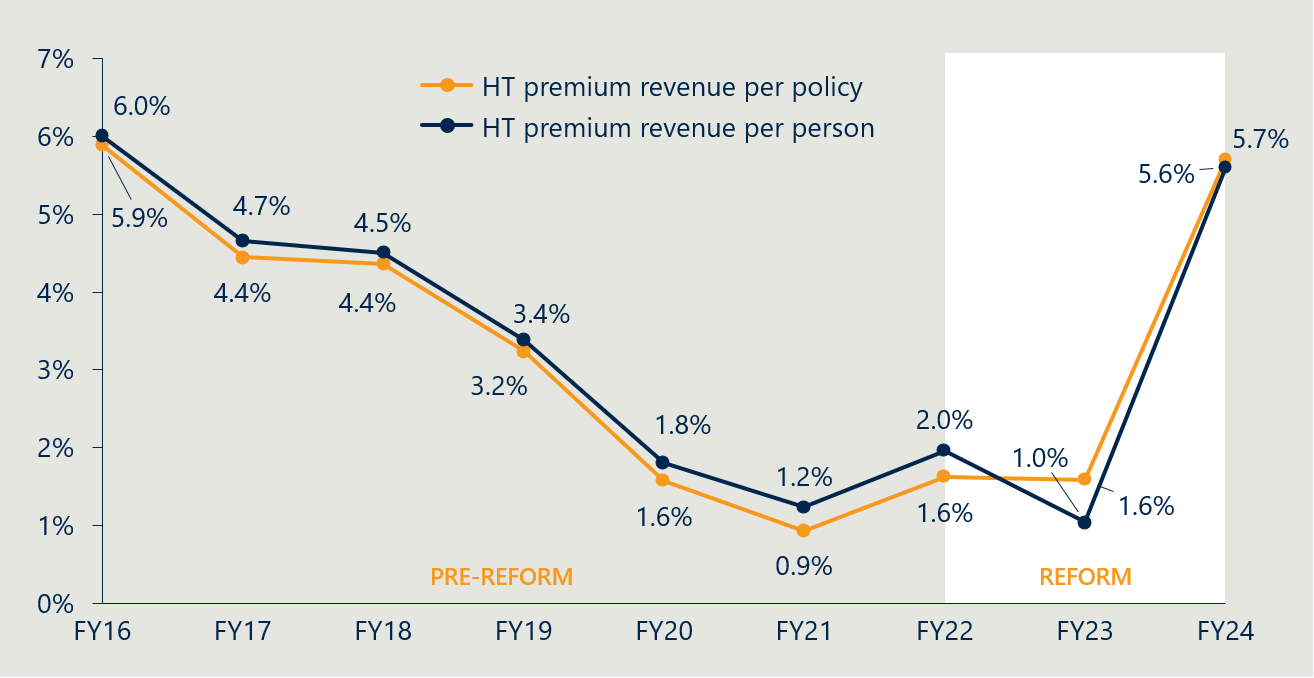 7%
6%
5%
4%
3%
2%
1%
0%
HT premium revenue per policy
HT premium revenue per person
6.0%
5.9%
4.7%
4.4%
4.5%
4.4%
3.4%
3.2%
1.8%
1.6%
1.2%
0.9%
2.0%
1.6%
1.0%
1.6%
5.6%
5.7%
PRE-REFORM
REFORM
FY16
FY17
FY18
FY19
FY20
FY21
FY22
FY23
FY24